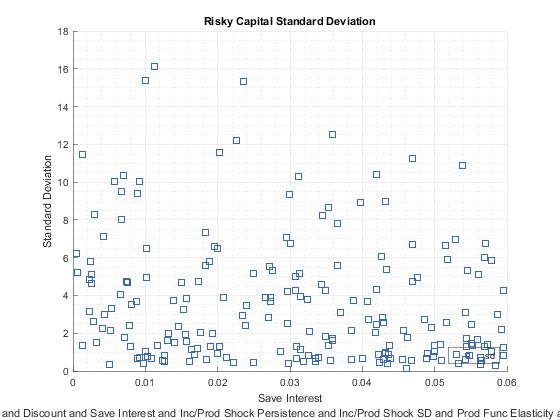 Risky Capital Standard Deviation
18
16
14
12
10
8
6
4
2
0
Standard Deviation
sd
0 0.01 0.02 0.03 0.04 0.05 0.06
Save Interest
and Discount and Save Interest and Inc/Prod Shock Persistence and Inc/Prod Shock SD and Prod Func Elasticity a